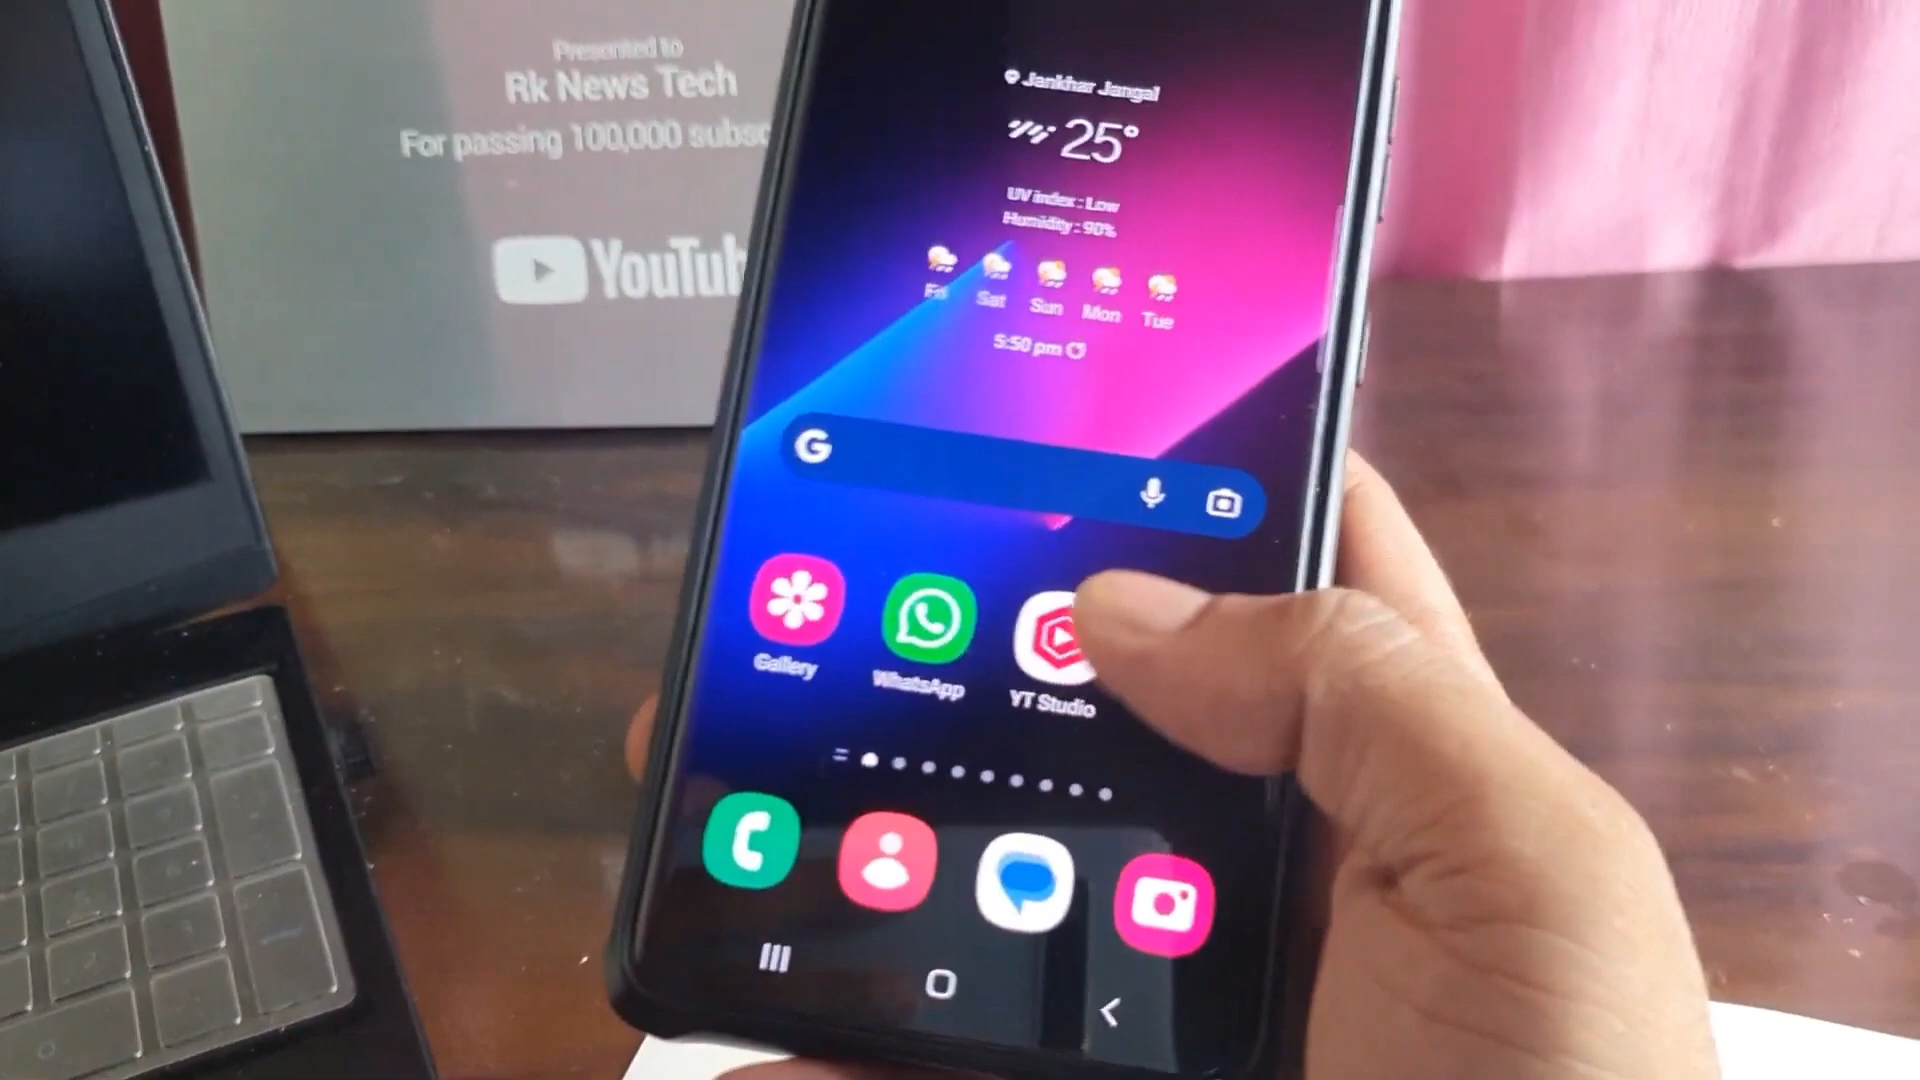 Presented to
Rk News Tech
For passing 100,000 subsc
YouTub
Jankhar Jangal
25°
UV index : Low
Humidity : 90%
Fri Sat Sun Mon Tue
5:50 pm
G
Gallery WhatsApp YT Studio